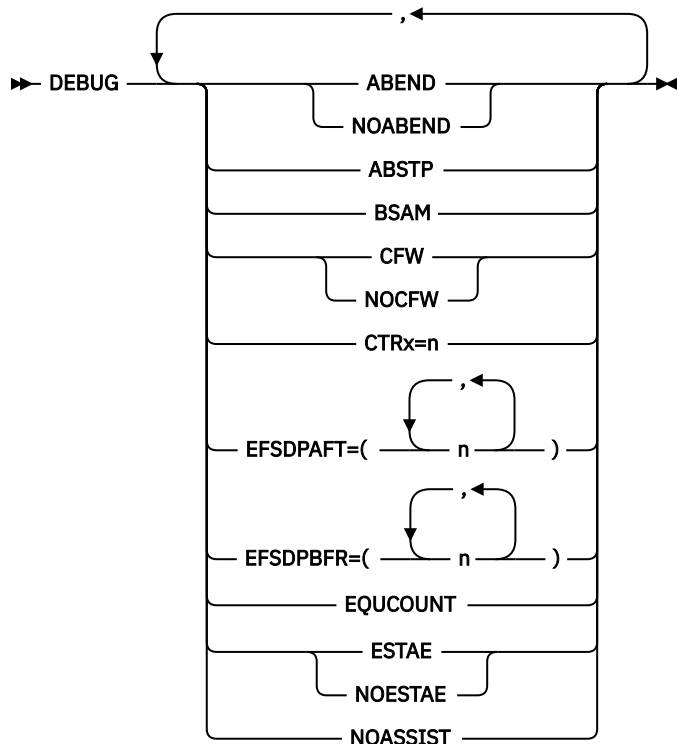 ,
DEBUG ABEND
NOABEND
ABSTP
BSAM
CFW
NOCFW
CTRx=n
,
EFSDPAFT=( n )
,
EFSDPBFR=( n )
EQUCOUNT
ESTAE
NOESTAE
NOASSIST